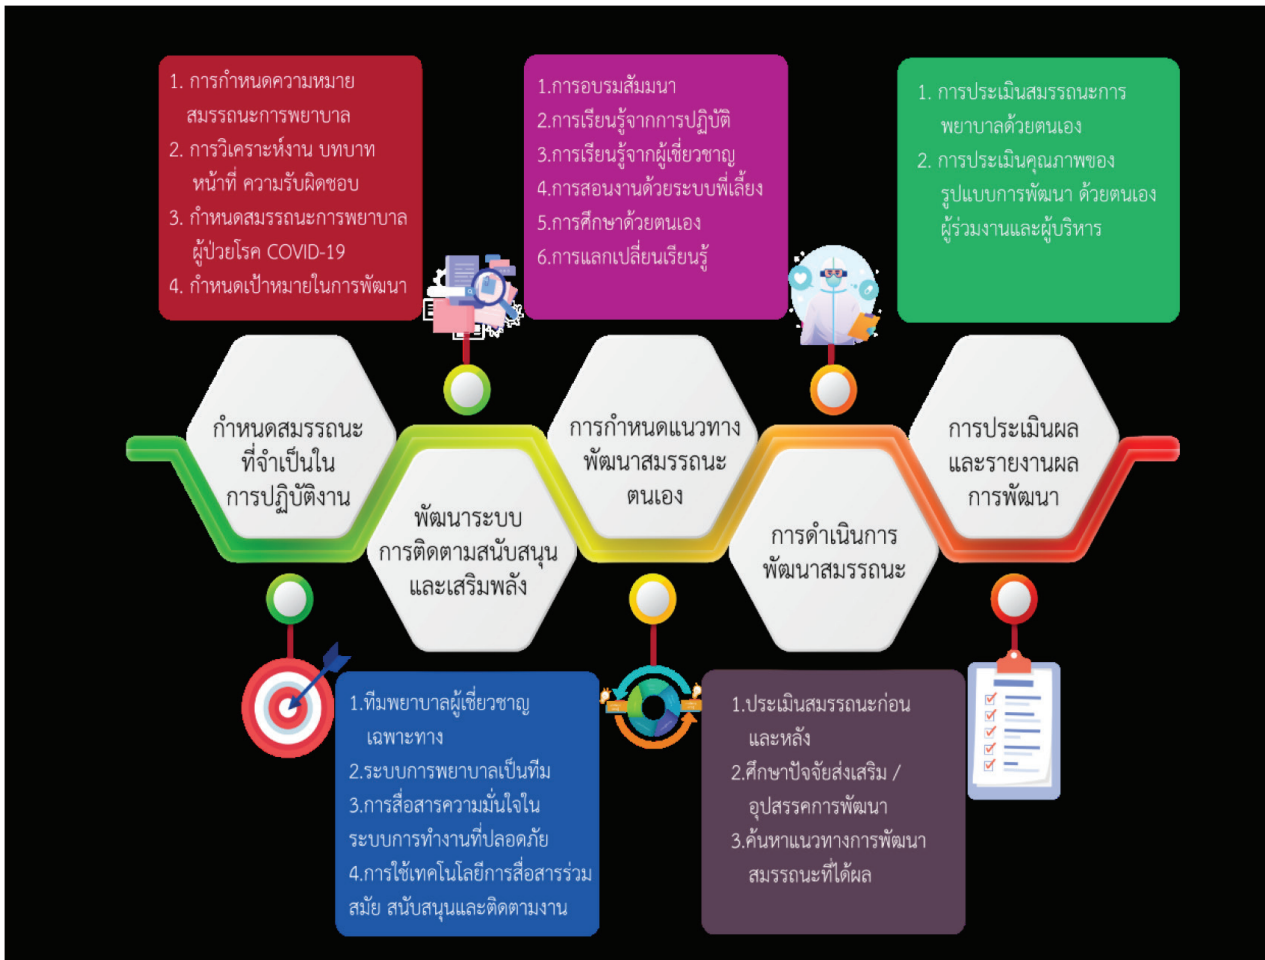 1. การกำหนดความหมาย
สมรรถนะการพยาบาล
2. การวิเคราะห์งาน บทบาท
หน้าที่ ความรับผิดชอบ
3. กำหนดสมรรถนะการพยาบาล
ผู้ป่วยโรค COVID-19
4. กำหนดเป้าหมายในการพัฒนา
1.การอบรมสัมมนา
2.การเรียนรู้จากการปฏิบัติ
3.การเรียนรู้จากผู้เชี่ยวชาญ
4.การสอนงานด้วยระบบพี่เลี้ยง
5.การศึกษาด้วยตนเอง
6.การแลกเปลี่ยนเรียนรู้
1. การประเมินสมรรถนะการ
พยาบาลด้วยตนเอง
2. การประเมินคุณภาพของ
รูปแบบการพัฒนา ด้วยตนเอง
ผู้ร่วมงานและผู้บริหาร
กำหนดสมรรถนะ
ที่จำเป็นใน
การปฏิบัติงาน
พัฒนาระบบ
การติดตามสนับสนุน
และเสริมพลัง
การกำหนดแนวทาง
พัฒนาสมรรถนะ
ตนเอง
การดำเนินการ
พัฒนาสมรรถนะ
การประเมินผล
และรายงานผล
การพัฒนา
1.ทีมพยาบาลผู้เชี่ยวชาญ
เฉพาะทาง
2.ระบบการพยาบาลเป็นทีม
3.การสื่อสารความมั่นใจใน
ระบบการทำงานที่ปลอดภัย
4.การใช้เทคโนโลยีการสื่อสารร่วม
สมัย สนับสนุนและติดตามงาน
1.ประเมินสมรรถนะก่อน
และหลัง
2.ศึกษาปัจจัยส่งเสริม /
อุปสรรคการพัฒนา
3.ค้นหาแนวทางการพัฒนา
สมรรถนะที่ได้ผล